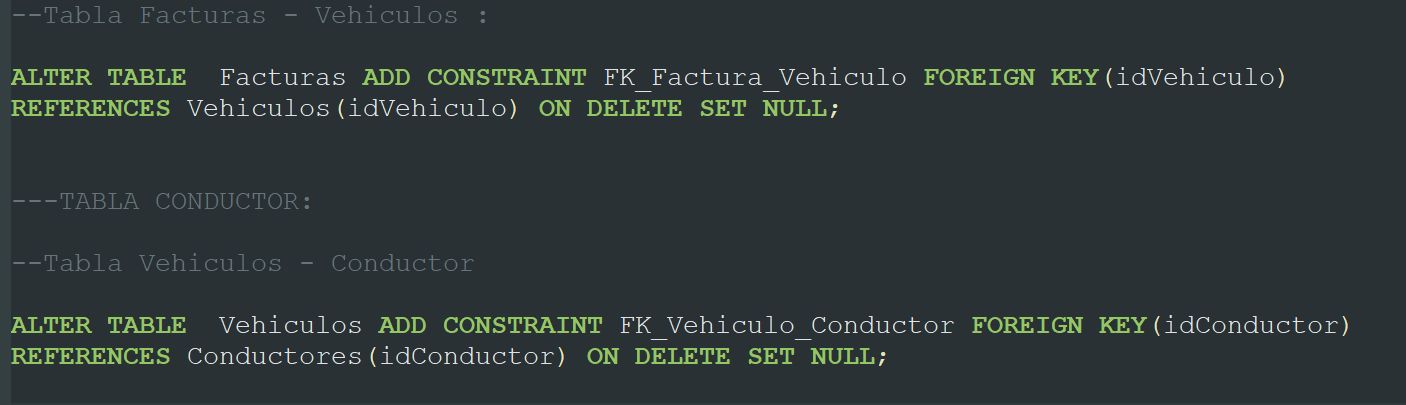 --Tabla Facturas - Vehiculos :
ALTER TABLE  Facturas ADD CONSTRAINT FK_Factura_Vehiculo FOREIGN KEY(idVehiculo)
REFERENCES Vehiculos(idVehiculo) ON DELETE SET NULL;
---TABLA CONDUCTOR:
--Tabla Vehiculos - Conductor
ALTER TABLE  Vehiculos ADD CONSTRAINT FK_Vehiculo_Conductor FOREIGN KEY(idConductor)
REFERENCES Conductores(idConductor) ON DELETE SET NULL;